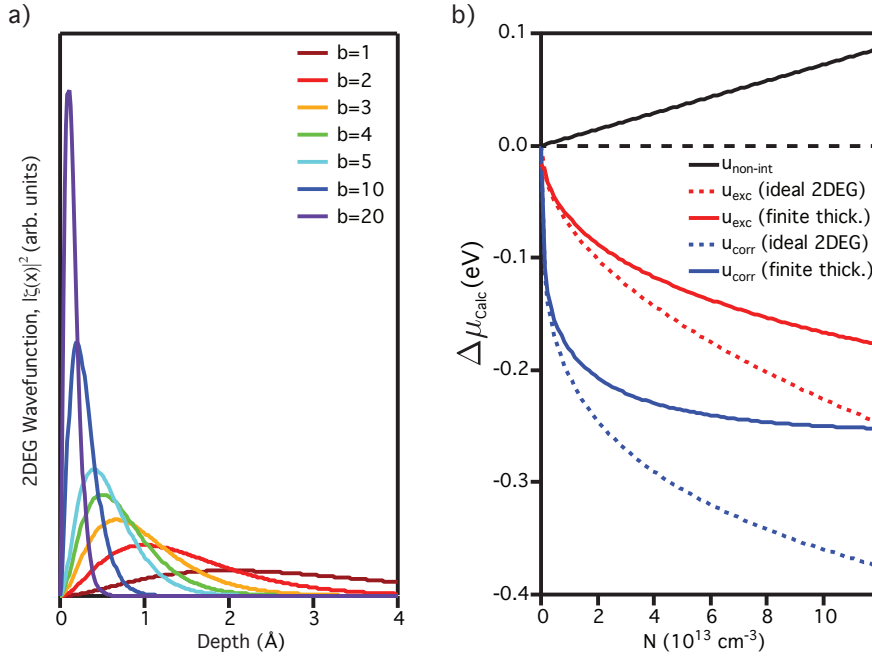 a)
2DEG Wavefunction, |ζ(x)|² (arb. units)
b=1
b=2
b=3
b=4
b=5
b=10
b=20
0
1
2
3
4
Depth (Å)
b)
Δμ_Calc (eV)
0.1
0.0
-0.1
-0.2
-0.3
-0.4
u_non-int
u_exc (ideal 2DEG)
u_exc (finite thick.)
u_corr (ideal 2DEG)
u_corr (finite thick.)
0
2
4
6
8
10
N (10¹³ cm⁻³)